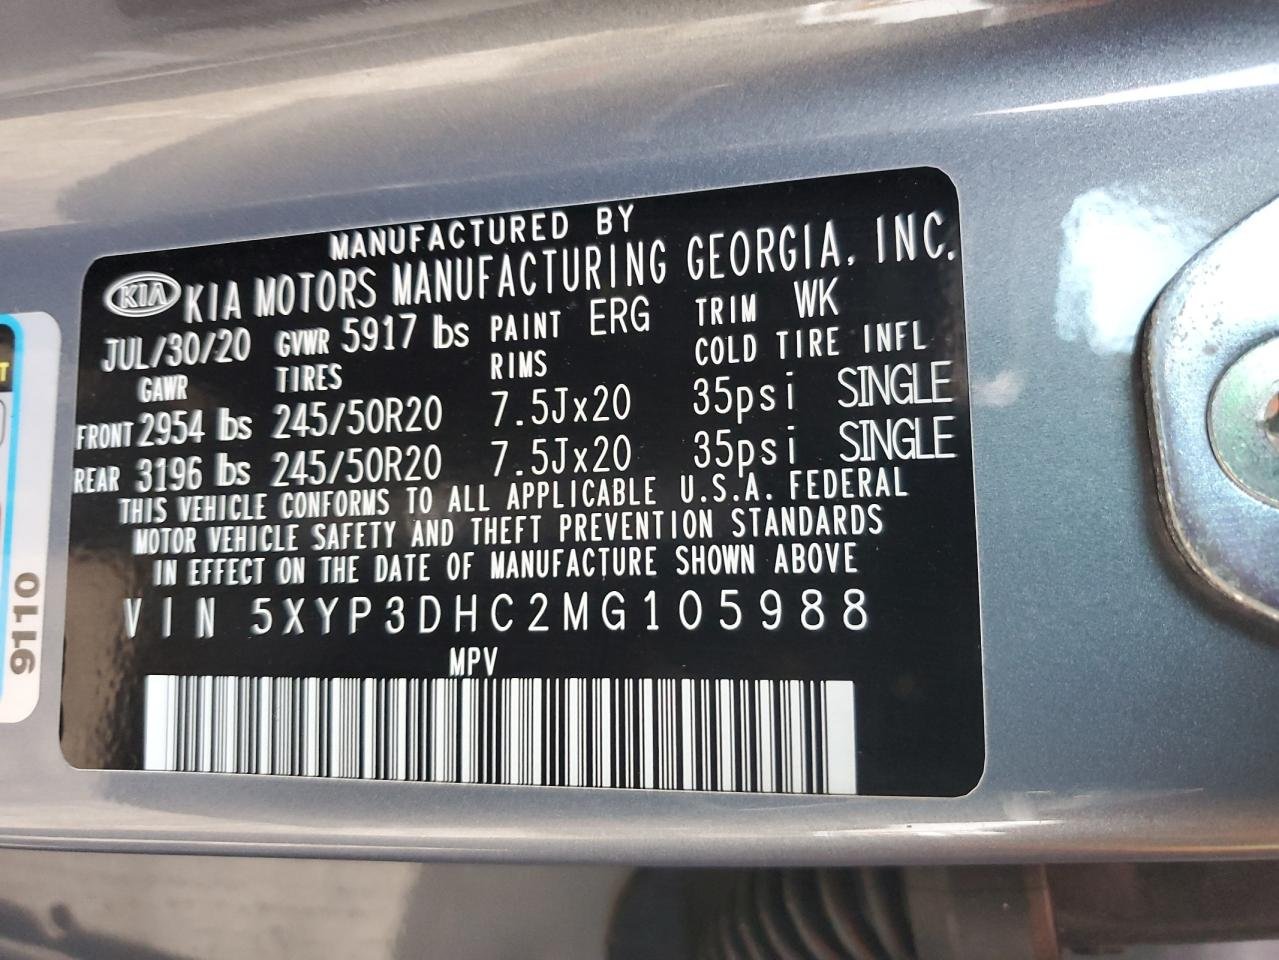 MANUFACTURED BY
KIA KIA MOTORS MANUFACTURING GEORGIA, INC.
JUL/30/20 GVWR 5917 lbs PAINT ERG TRIM WK
GAWR TIRES RIMS COLD TIRE INFL
FRONT 2954 lbs 245/50R20 7.5Jx20 35psi SINGLE
REAR 3196 lbs 245/50R20 7.5Jx20 35psi SINGLE
THIS VEHICLE CONFORMS TO ALL APPLICABLE U.S.A. FEDERAL
MOTOR VEHICLE SAFETY AND THEFT PREVENTION STANDARDS
IN EFFECT ON THE DATE OF MANUFACTURE SHOWN ABOVE
VIN 5XYP3DHC2MG105988
MPV
9110